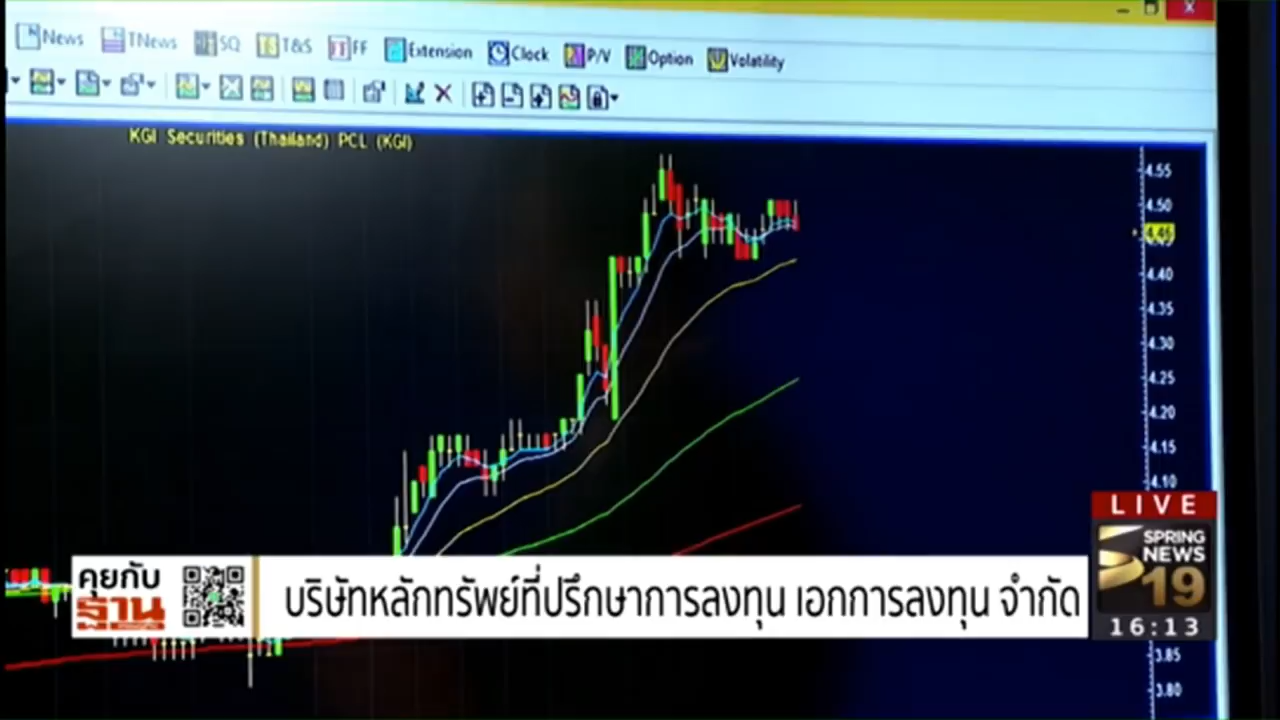 News TNews SQ T&S FF Extension Clock P/V Option Volatility
KGI Securities (Thailand) PCL (KGI)
4.55
4.50
4.46
4.40
4.35
4.30
4.25
4.20
4.15
4.10
3.85
3.80
คุยกับ
ฐาน
บริษัทหลักทรัพย์ที่ปรึกษาการลงทุน เอกการลงทุน จำกัด
LIVE
SPRING
NEWS
19
16:13